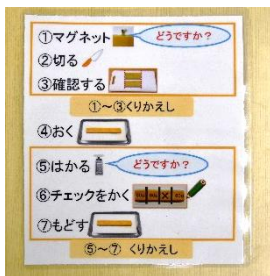 ①マグネット どうですか？
②切る
③確認する
①～③くりかえし
④おく
⑤はかる どうですか？
⑥チェックをかく
⑦もどす
⑤～⑦ くりかえし